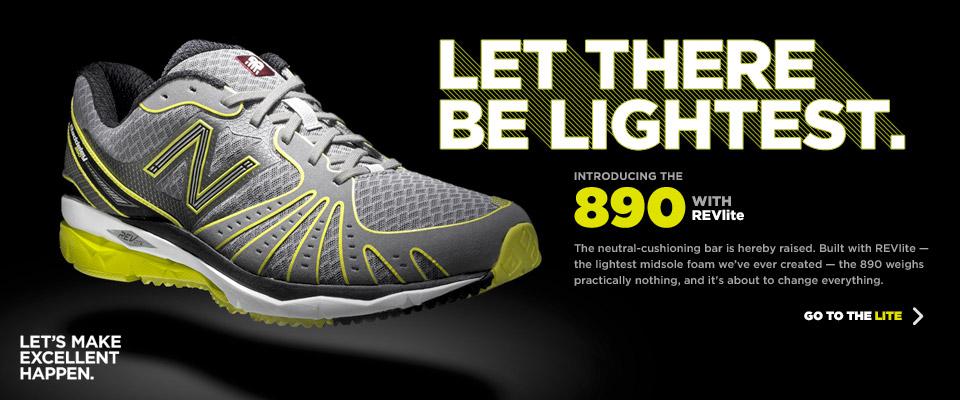 LET THERE
BE LIGHTEST.
INTRODUCING THE
890 WITH
REVlite
The neutral-cushioning bar is hereby raised. Built with REVlite —
the lightest midsole foam we've ever created — the 890 weighs
practically nothing, and it's about to change everything.
GO TO THE LITE
LET'S MAKE
EXCELLENT
HAPPEN.
N
REV